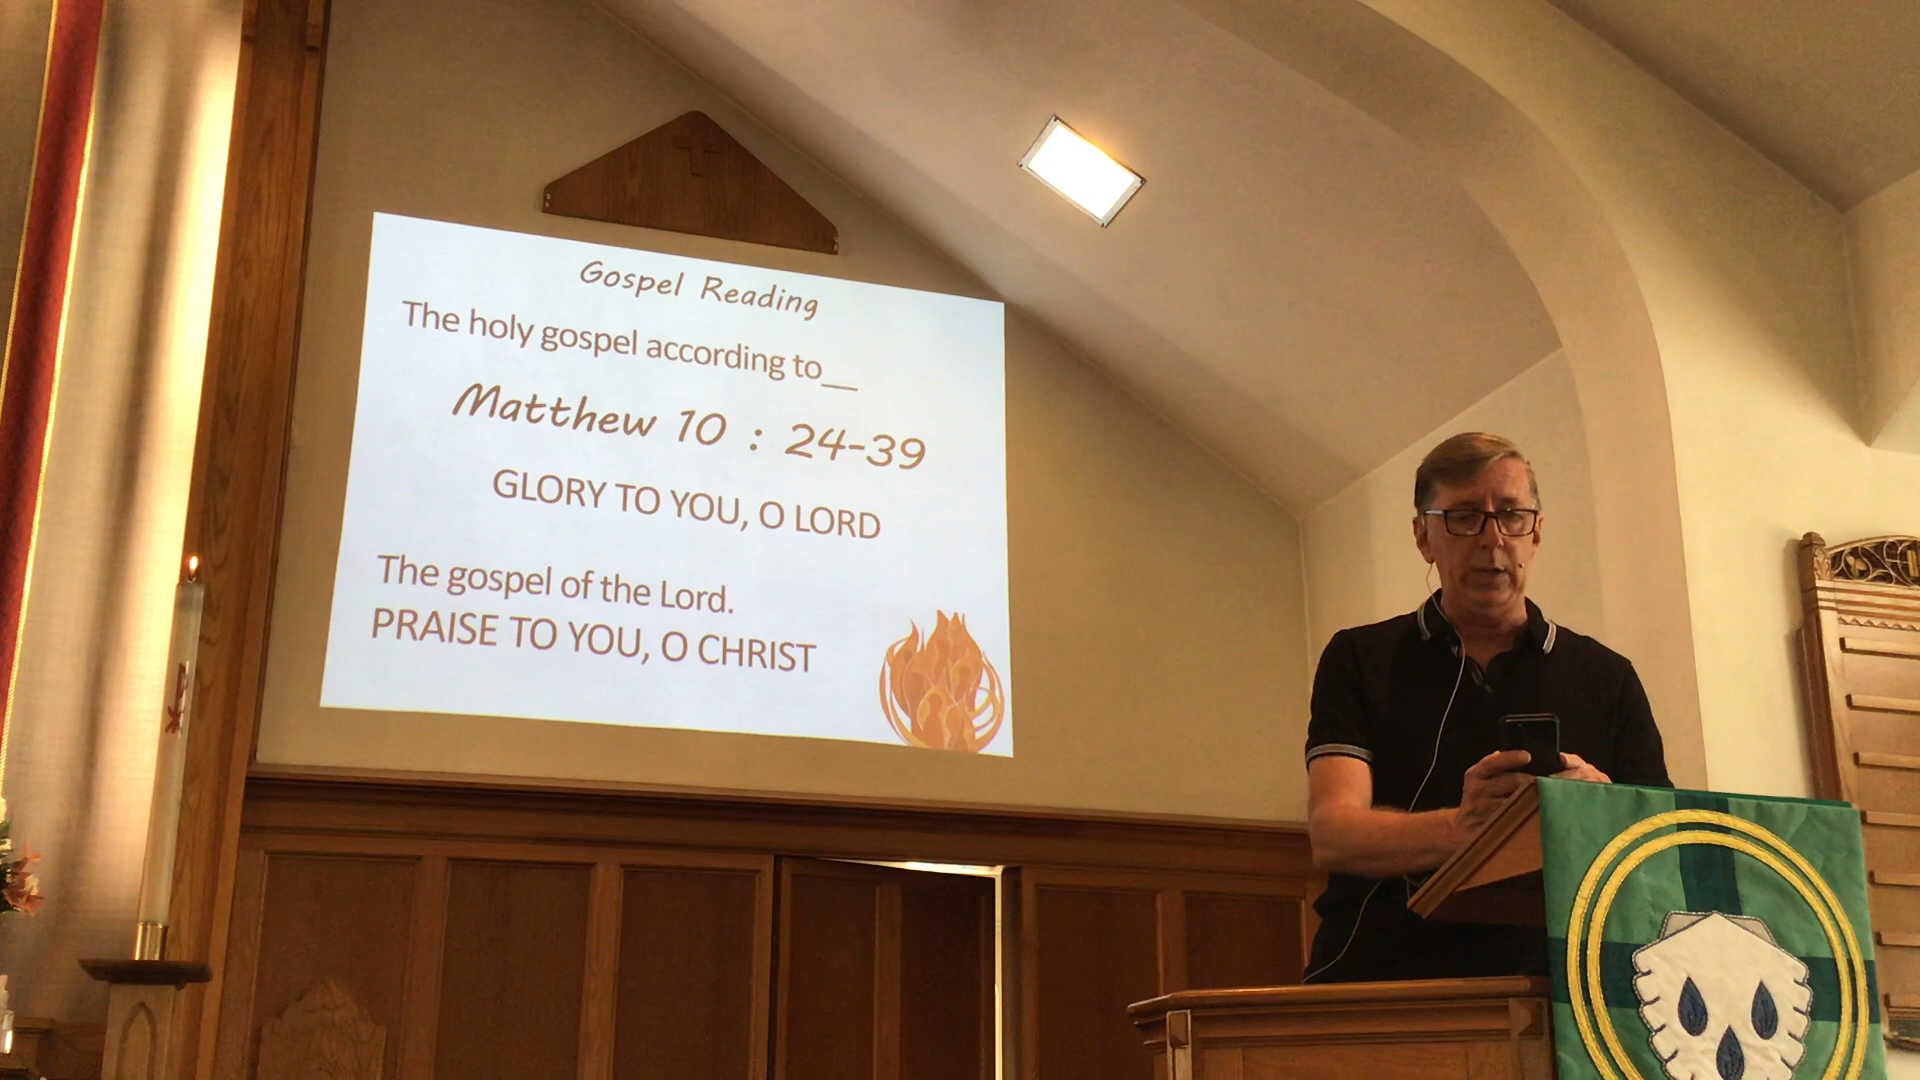 Gospel Reading
The holy gospel according to__
Matthew 10 : 24-39
GLORY TO YOU, O LORD
The gospel of the Lord.
PRAISE TO YOU, O CHRIST